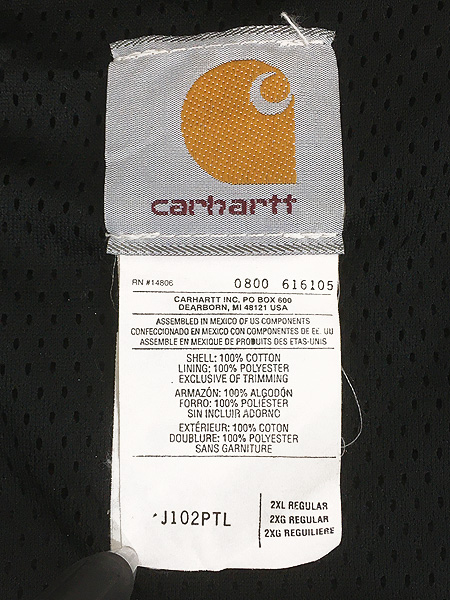 carhartt
RN #14806 0800 616105
CARHARTT INC, PO BOX 600
DEARBORN, MI 48121 USA
ASSEMBLED IN MEXICO OF US COMPONENTS
CONFECCIONADO EN MEXICO CON COMPONENTES DE EE. UU
ASSEMBLE EN MEXIQUE DE PRODUITS DES ETAS-UNIS
SHELL: 100% COTTON
LINING; 100% POLYESTER
EXCLUSIVE OF TRIMMING
ARMAZÓN: 100% ALGODÓN
FORRO: 100% POLIESTER
SIN INCLUIR ADORNO
EXTÉRIEUR: 100% COTON
DOUBLURE: 100% POLYESTER
SANS GARNITURE
J102PTL
2XL REGULAR
2XG REGULAR
2XG REGUILIERE